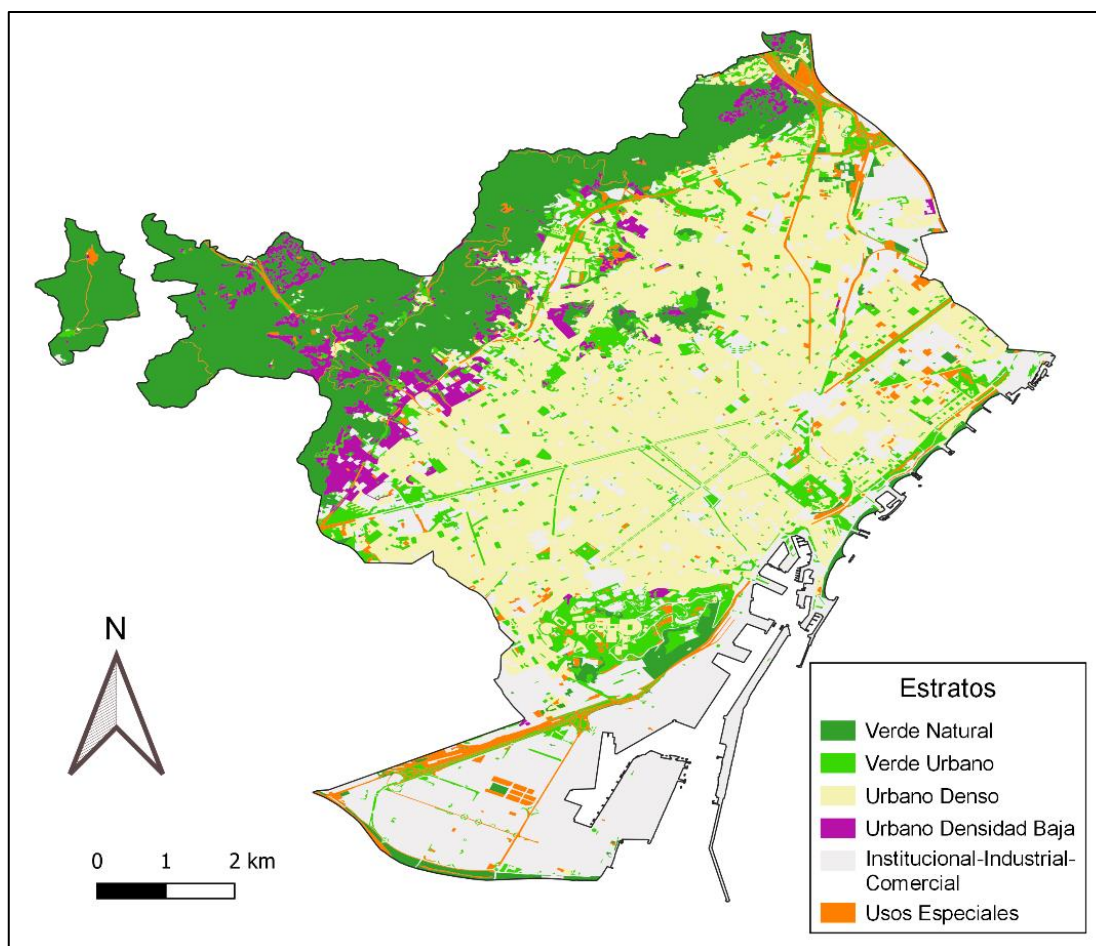 N
0 1 2 km
Estratos
Verde Natural
Verde Urbano
Urbano Denso
Urbano Densidad Baja
Institucional-Industrial-
Comercial
Usos Especiales